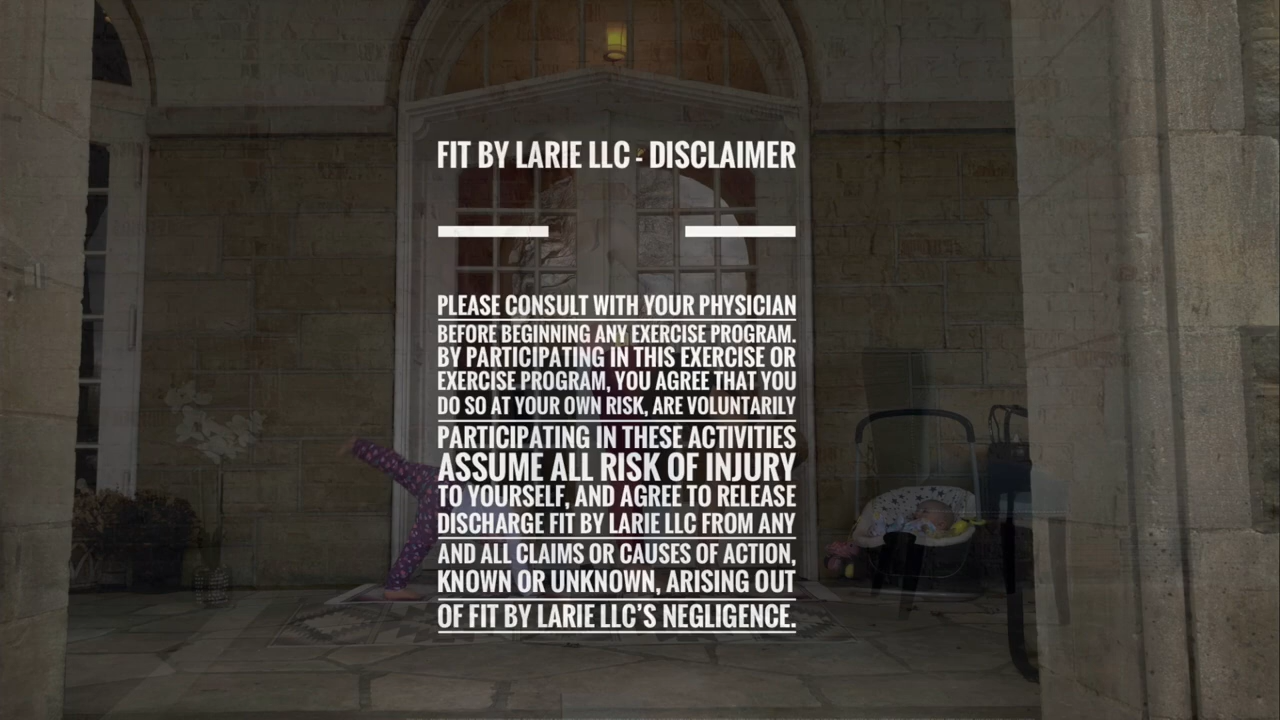 FIT BY LARIE LLC - DISCLAIMER
PLEASE CONSULT WITH YOUR PHYSICIAN
BEFORE BEGINNING ANY EXERCISE PROGRAM.
BY PARTICIPATING IN THIS EXERCISE OR
EXERCISE PROGRAM, YOU AGREE THAT YOU
DO SO AT YOUR OWN RISK, ARE VOLUNTARILY
PARTICIPATING IN THESE ACTIVITIES
ASSUME ALL RISK OF INJURY
TO YOURSELF, AND AGREE TO RELEASE
DISCHARGE FIT BY LARIE LLC FROM ANY
AND ALL CLAIMS OR CAUSES OF ACTION,
KNOWN OR UNKNOWN, ARISING OUT
OF FIT BY LARIE LLC'S NEGLIGENCE.